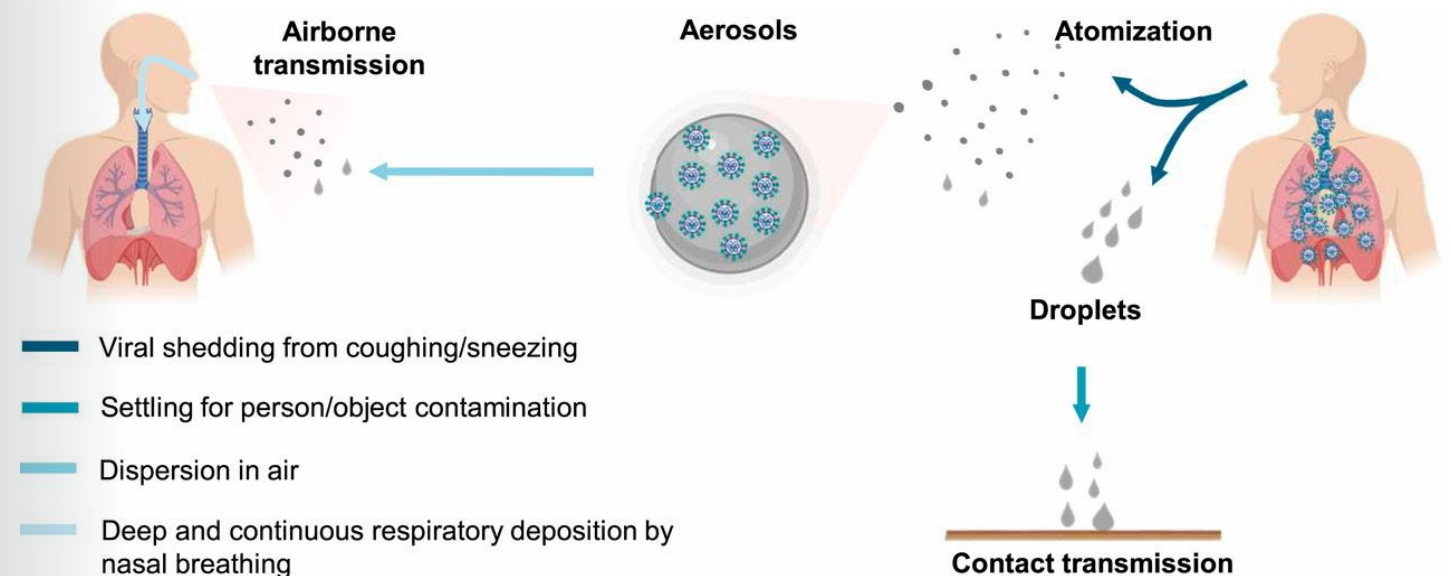 Airborne
transmission
Aerosols
Atomization
Droplets
Viral shedding from coughing/sneezing
Settling for person/object contamination
Dispersion in air
Deep and continuous respiratory deposition by
nasal breathing
Contact transmission